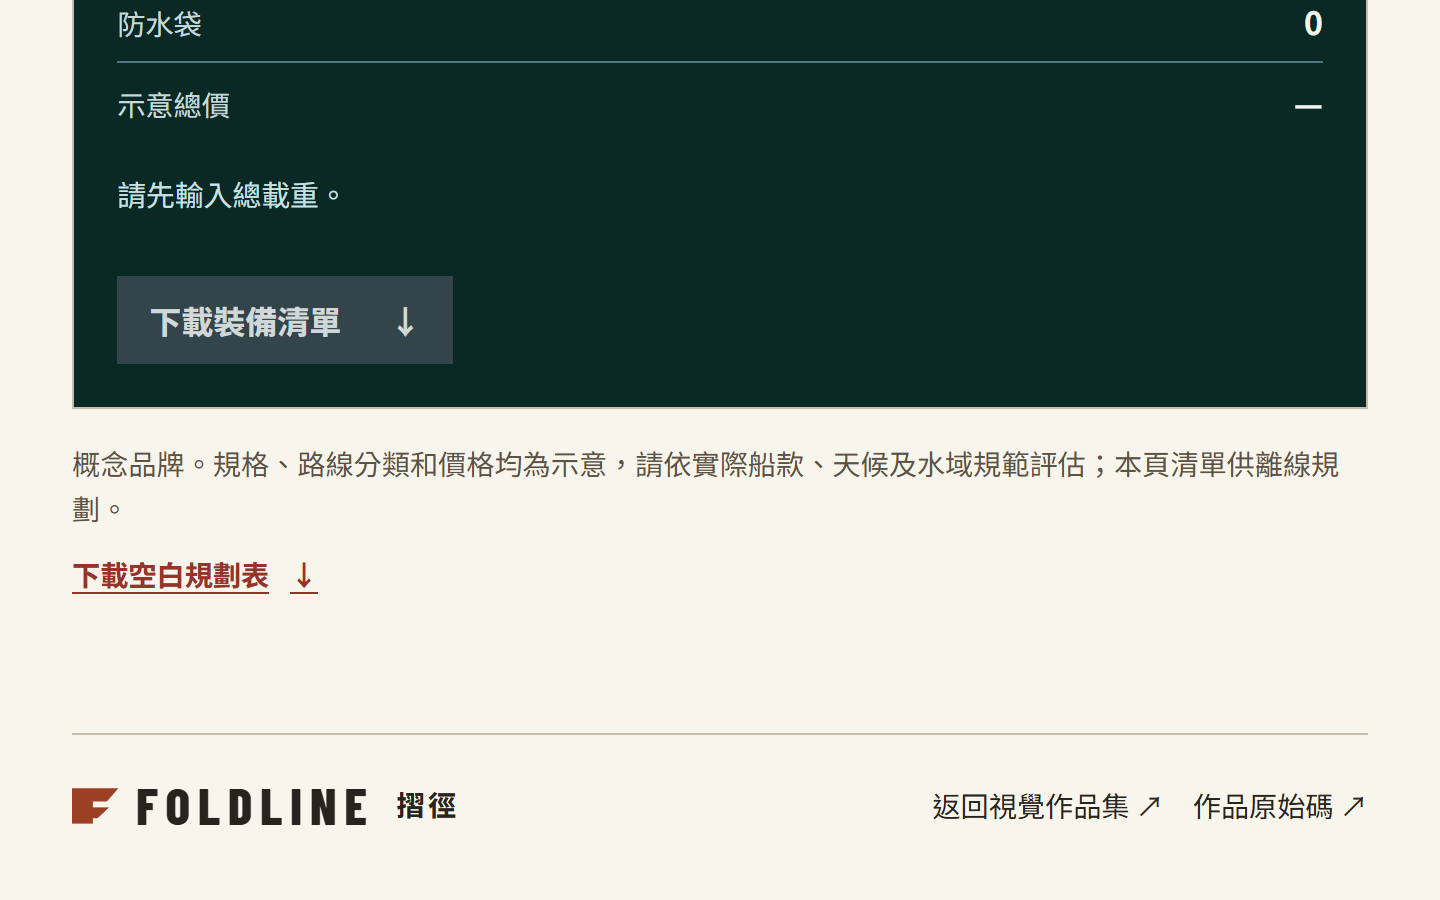 防水袋 0
示意總價 —
請先輸入總載重。
下載裝備清單 ↓
概念品牌。規格、路線分類和價格均為示意，請依實際船款、天候及水域規範評估；本頁清單供離線規
劃。
下載空白規劃表 ↓
FOLDLINE 摺徑 返回視覺作品集 ↗ 作品原始碼 ↗